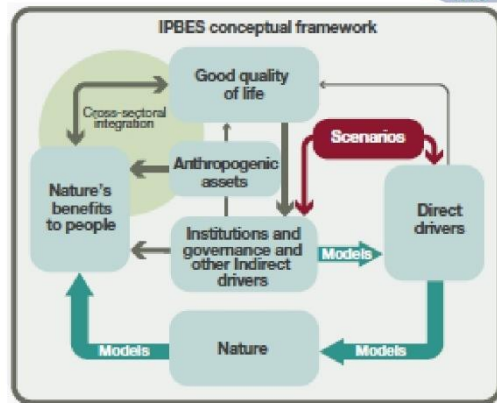 IPBES conceptual framework
Good quality
of life
Cross-sectoral
integration
Scenarios
Anthropogenic
assets
Nature's
benefits
to people
Direct
drivers
Institutions and
governance and
other Indirect
drivers
Models
Nature
Models
Models